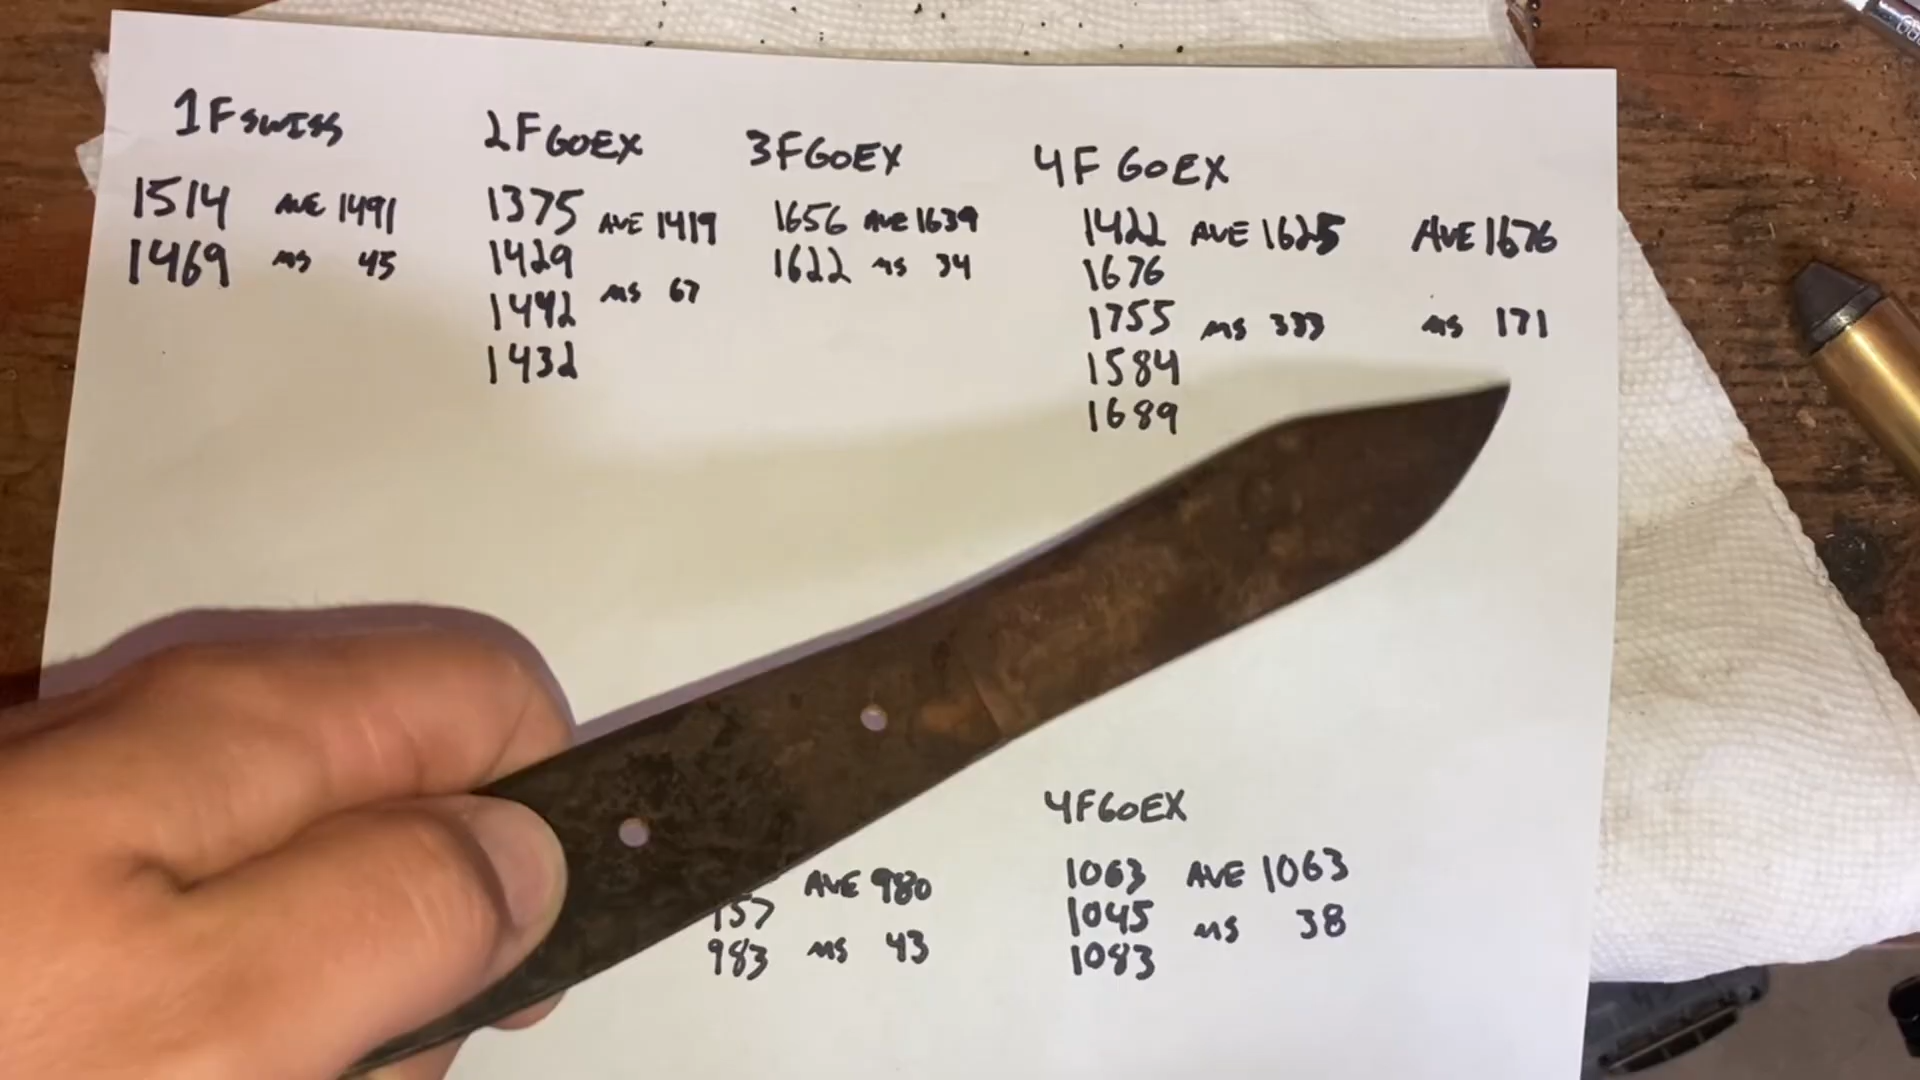 1F SWISS
1514 AVE 1491
1469 MS 45
2F GOEX
1375 AVE 1419
1429
1442 MS 67
1432
3F GOEX
1656 AVE 1639
1622 MS 34
4F GOEX
1422 AVE 1625 AVE 1676
1676
1755 MS 333 MS 171
1584
1689
AVE 980
957
983 MS 43
4F GOEX
1063 AVE 1063
1045 MS 38
1083